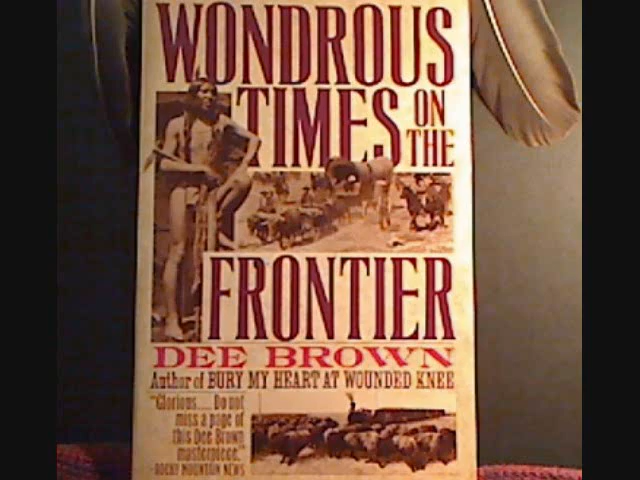 WONDROUS
TIMES ON THE
FRONTIER
DEE BROWN
Author of BURY MY HEART AT WOUNDED KNEE
"Glorious.... Do not
miss a page of
this Dee Brown
masterpiece."
-ROCKY MOUNTAIN NEWS